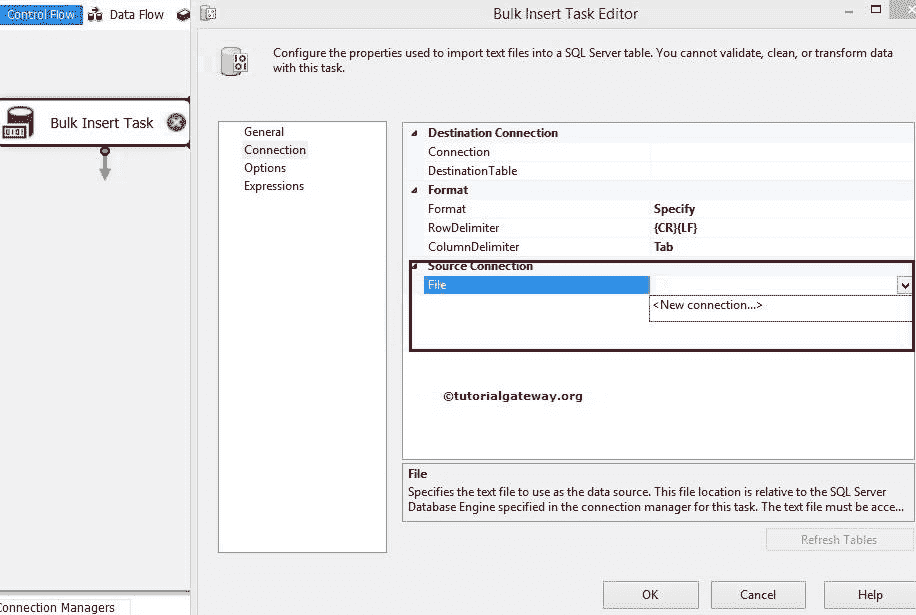 Control Flow
Data Flow
Bulk Insert Task Editor
Configure the properties used to import text files into a SQL Server table. You cannot validate, clean, or transform data
with this task.
Bulk Insert Task
General
Connection
Options
Expressions
Destination Connection
Connection
DestinationTable
Format
Format Specify
RowDelimiter {CR}{LF}
ColumnDelimiter Tab
Source Connection
File
<New connection...>
©tutorialgateway.org
File
Specifies the text file to use as the data source. This file location is relative to the SQL Server
Database Engine specified in the connection manager for this task. The text file must be acce...
Refresh Tables
OK Cancel Help
Connection Managers